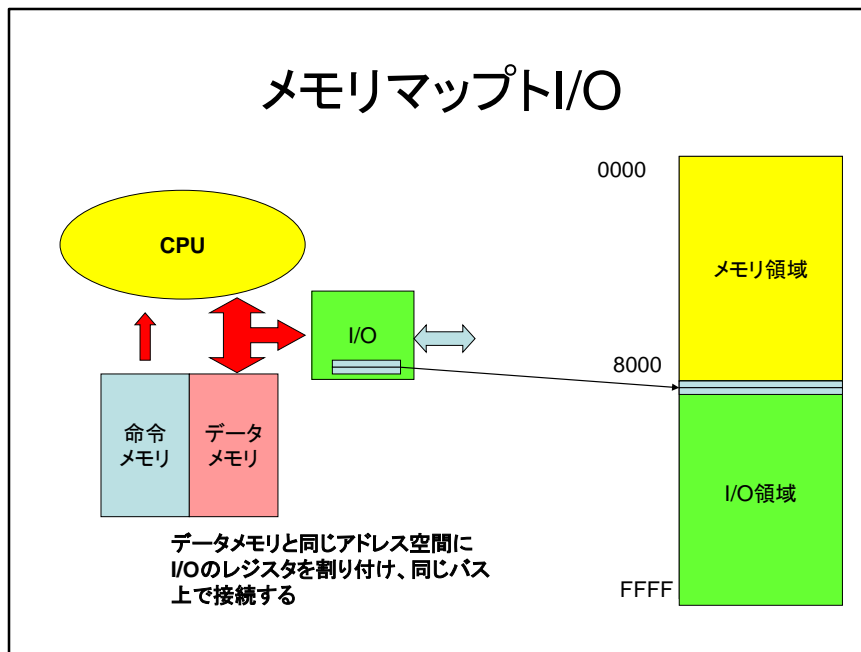 メモリマップトI/O
0000
CPU
メモリ領域
I/O
8000
命令
メモリ
データ
メモリ
I/O領域
データメモリと同じアドレス空間に
I/Oのレジスタを割り付け、同じバス
上で接続する
FFFF